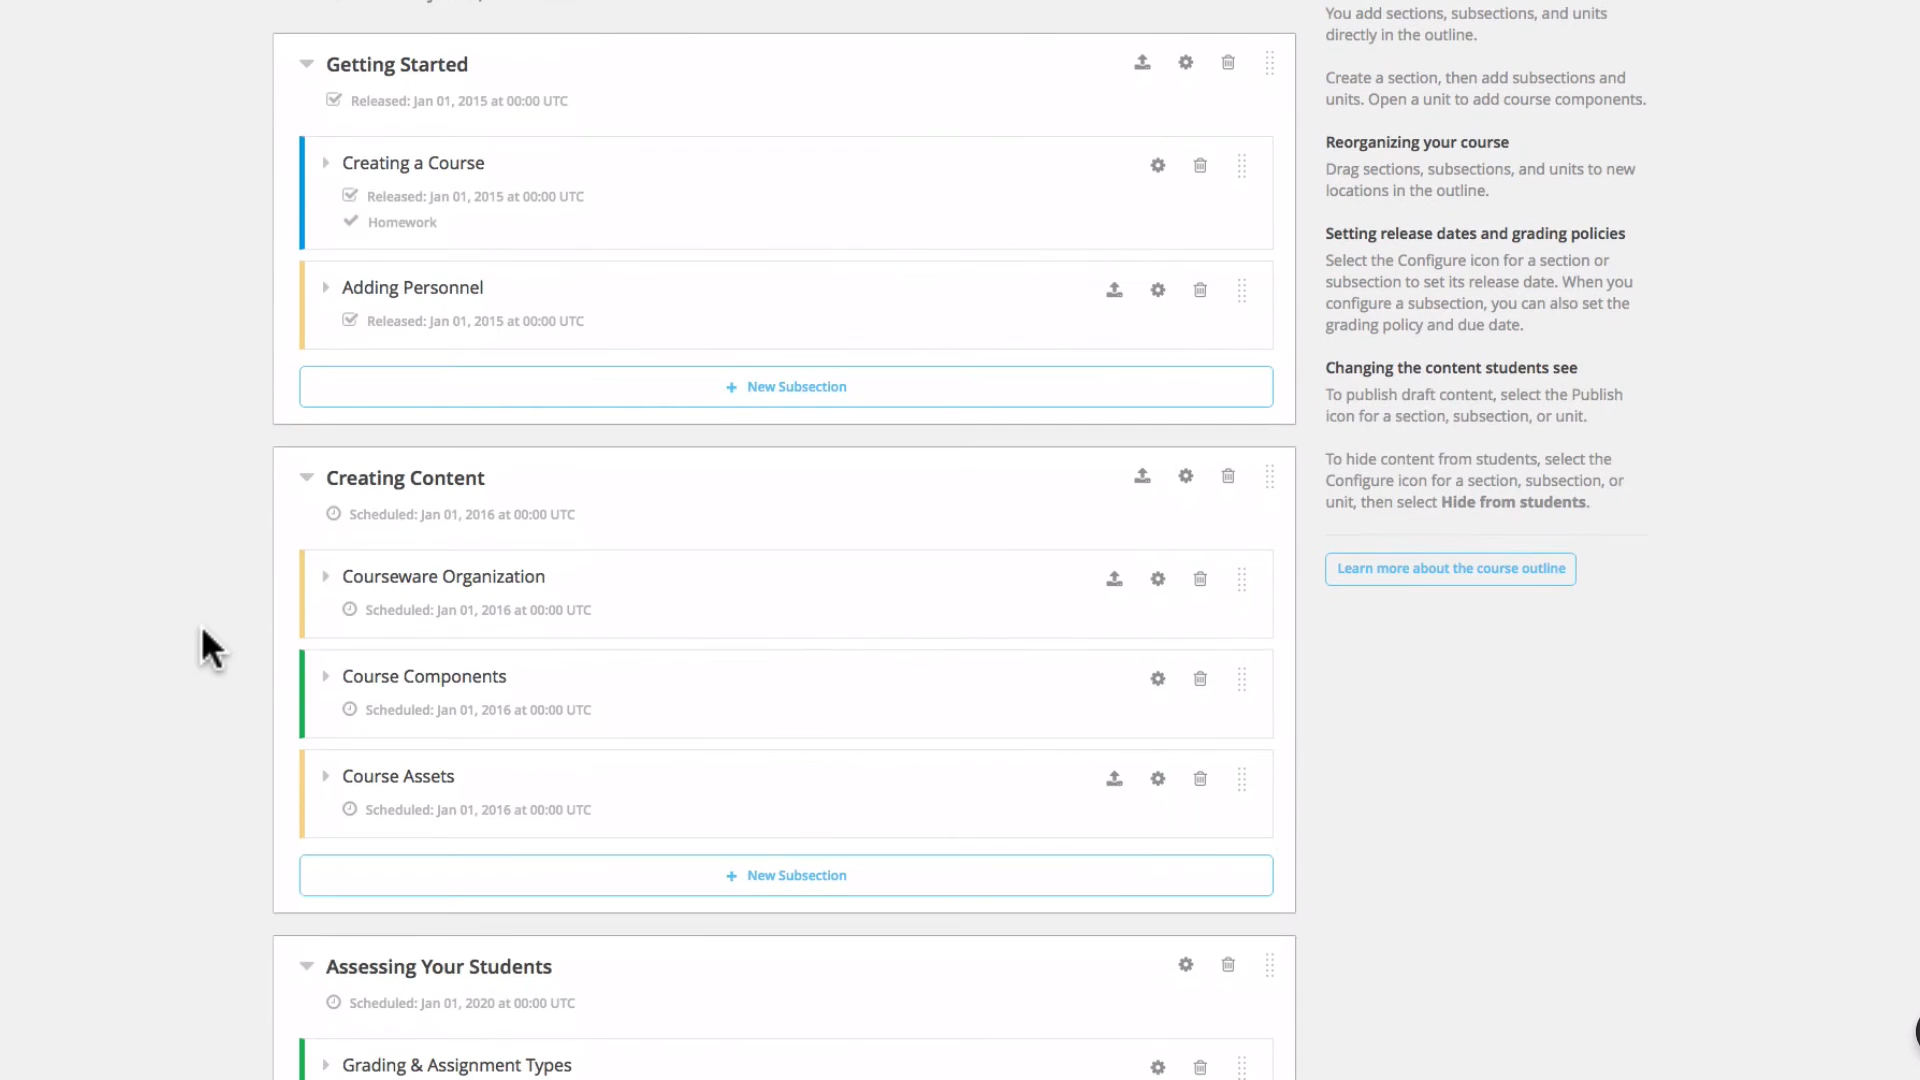 Getting Started
Released: Jan 01, 2015 at 00:00 UTC
Creating a Course
Released: Jan 01, 2015 at 00:00 UTC
Homework
Adding Personnel
Released: Jan 01, 2015 at 00:00 UTC
+ New Subsection
Creating Content
Scheduled: Jan 01, 2016 at 00:00 UTC
Courseware Organization
Scheduled: Jan 01, 2016 at 00:00 UTC
Course Components
Scheduled: Jan 01, 2016 at 00:00 UTC
Course Assets
Scheduled: Jan 01, 2016 at 00:00 UTC
+ New Subsection
Assessing Your Students
Scheduled: Jan 01, 2020 at 00:00 UTC
Grading & Assignment Types
You add sections, subsections, and units
directly in the outline.
Create a section, then add subsections and
units. Open a unit to add course components.
Reorganizing your course
Drag sections, subsections, and units to new
locations in the outline.
Setting release dates and grading policies
Select the Configure icon for a section or
subsection to set its release date. When you
configure a subsection, you can also set the
grading policy and due date.
Changing the content students see
To publish draft content, select the Publish
icon for a section, subsection, or unit.
To hide content from students, select the
Configure icon for a section, subsection, or
unit, then select Hide from students.
Learn more about the course outline